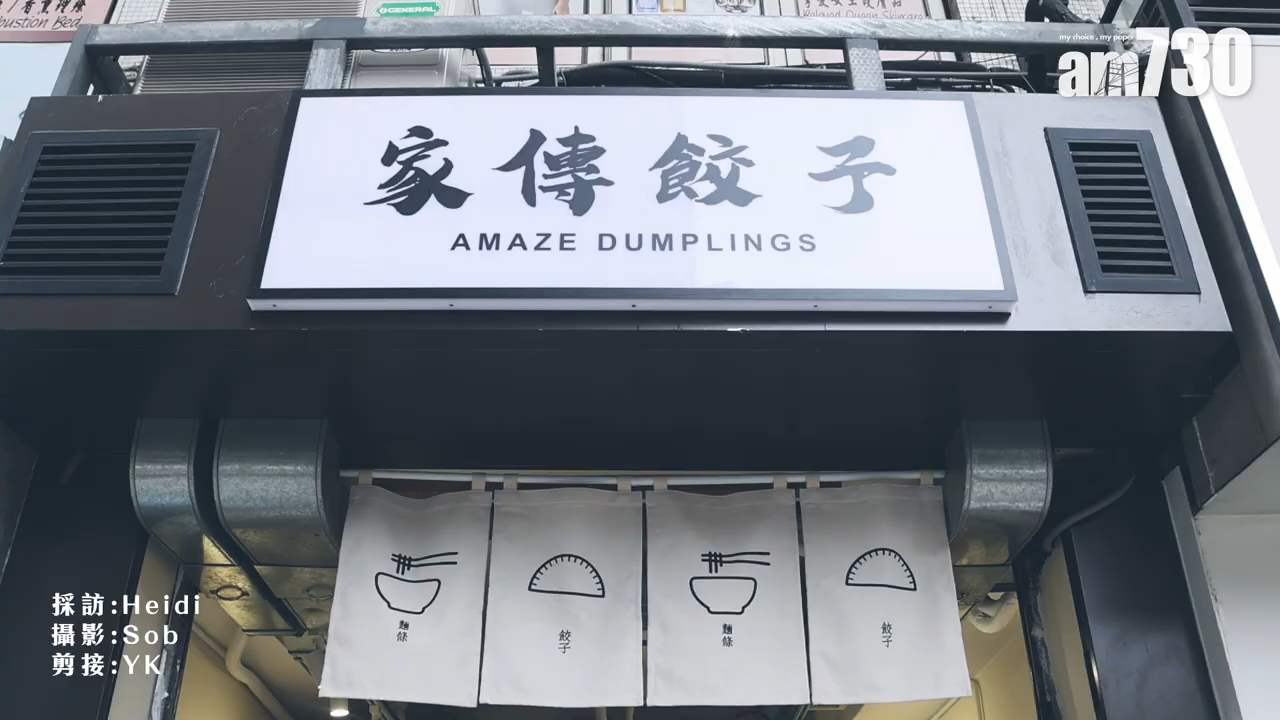 GENERAL
my choice . my paper
am730
家傳餃子
AMAZE DUMPLINGS
麵條
餃子
麵條
餃子
採訪:Heidi
攝影:Sob
剪接:YK